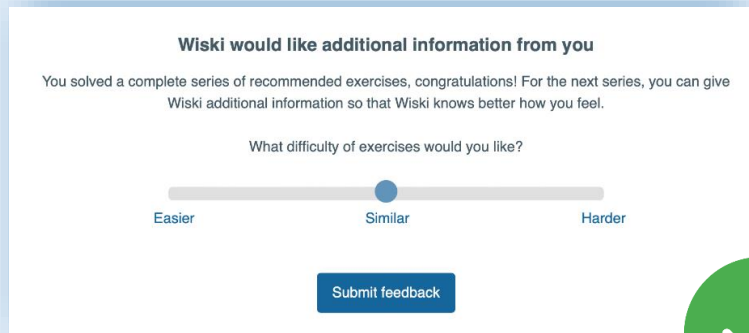 Wiski would like additional information from you
You solved a complete series of recommended exercises, congratulations! For the next series, you can give
Wiski additional information so that Wiski knows better how you feel.
What difficulty of exercises would you like?
Easier Similar Harder
Submit feedback